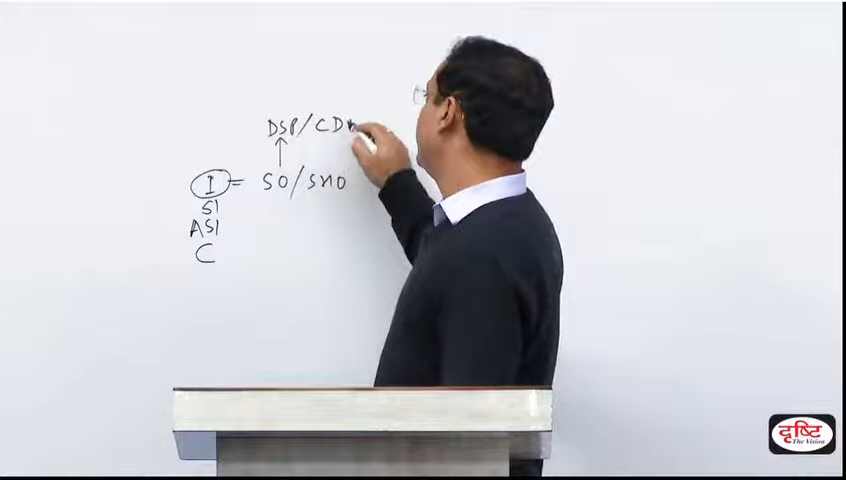 DSP/CD
I = SO/SHO
SI
ASI
C
दृष्टि
The Vision